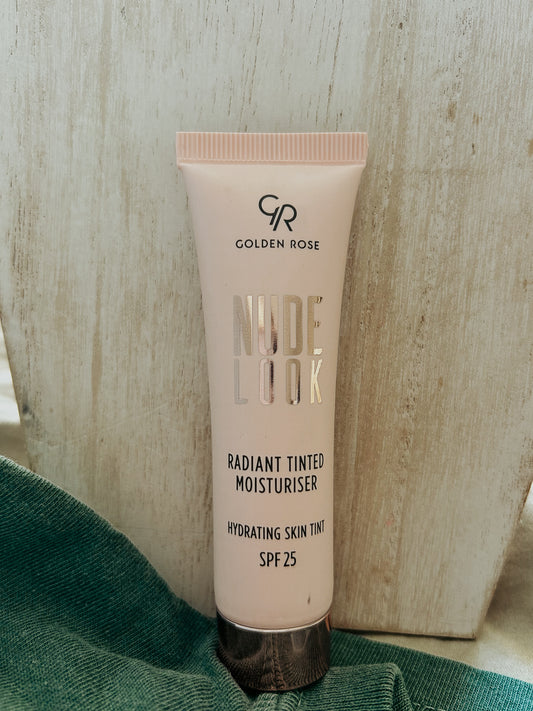 GR
GOLDEN ROSE
NUDE
LOOK
RADIANT TINTED
MOISTURISER
HYDRATING SKIN TINT
SPF 25